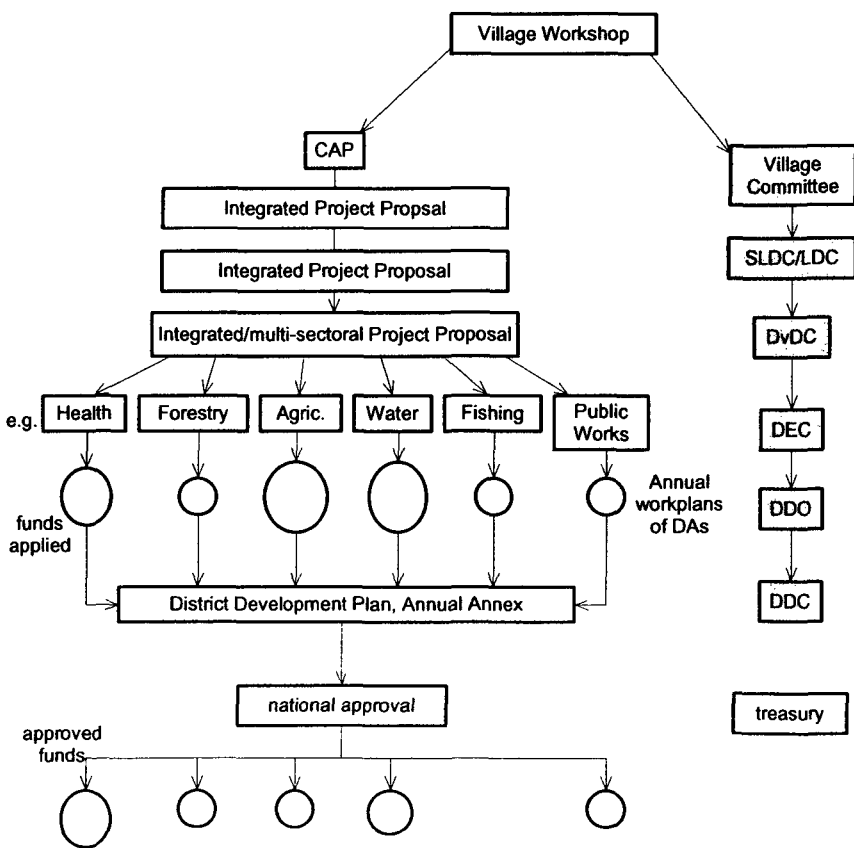 Village Workshop
CAP
Village
Committee
Integrated Project Propsal
SLDC/LDC
Integrated Project Proposal
Integrated/multi-sectoral Project Proposal
DvDC
e.g.
Health
Forestry
Agric.
Water
Fishing
Public
Works
DEC
funds
applied
Annual
workplans
of DAs
DDO
District Development Plan, Annual Annex
DDC
national approval
treasury
approved
funds